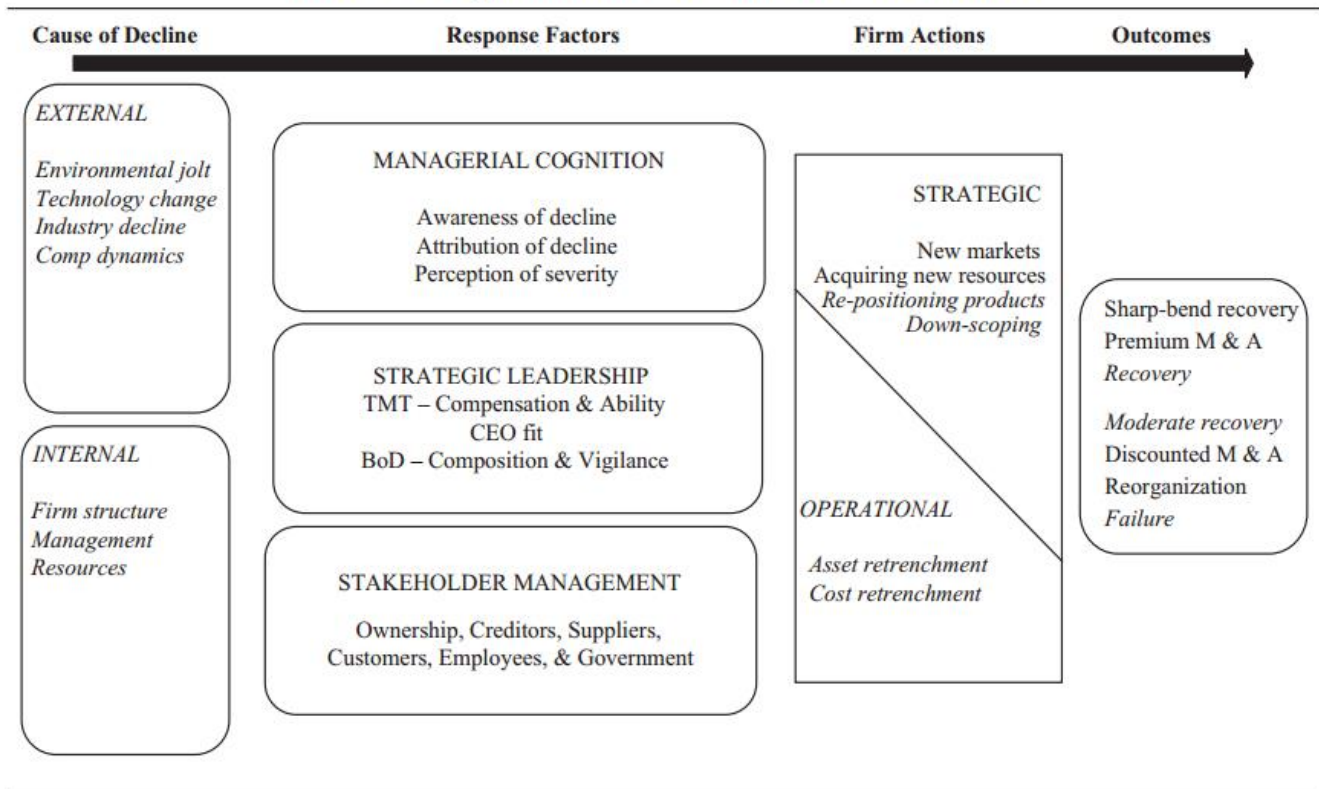 Cause of Decline
Response Factors
Firm Actions
Outcomes
EXTERNAL
Environmental jolt
Technology change
Industry decline
Comp dynamics
INTERNAL
Firm structure
Management
Resources
MANAGERIAL COGNITION
Awareness of decline
Attribution of decline
Perception of severity
STRATEGIC LEADERSHIP
TMT – Compensation & Ability
CEO fit
BoD – Composition & Vigilance
STAKEHOLDER MANAGEMENT
Ownership, Creditors, Suppliers,
Customers, Employees, & Government
STRATEGIC
New markets
Acquiring new resources
Re-positioning products
Down-scoping
OPERATIONAL
Asset retrenchment
Cost retrenchment
Sharp-bend recovery
Premium M & A
Recovery
Moderate recovery
Discounted M & A
Reorganization
Failure